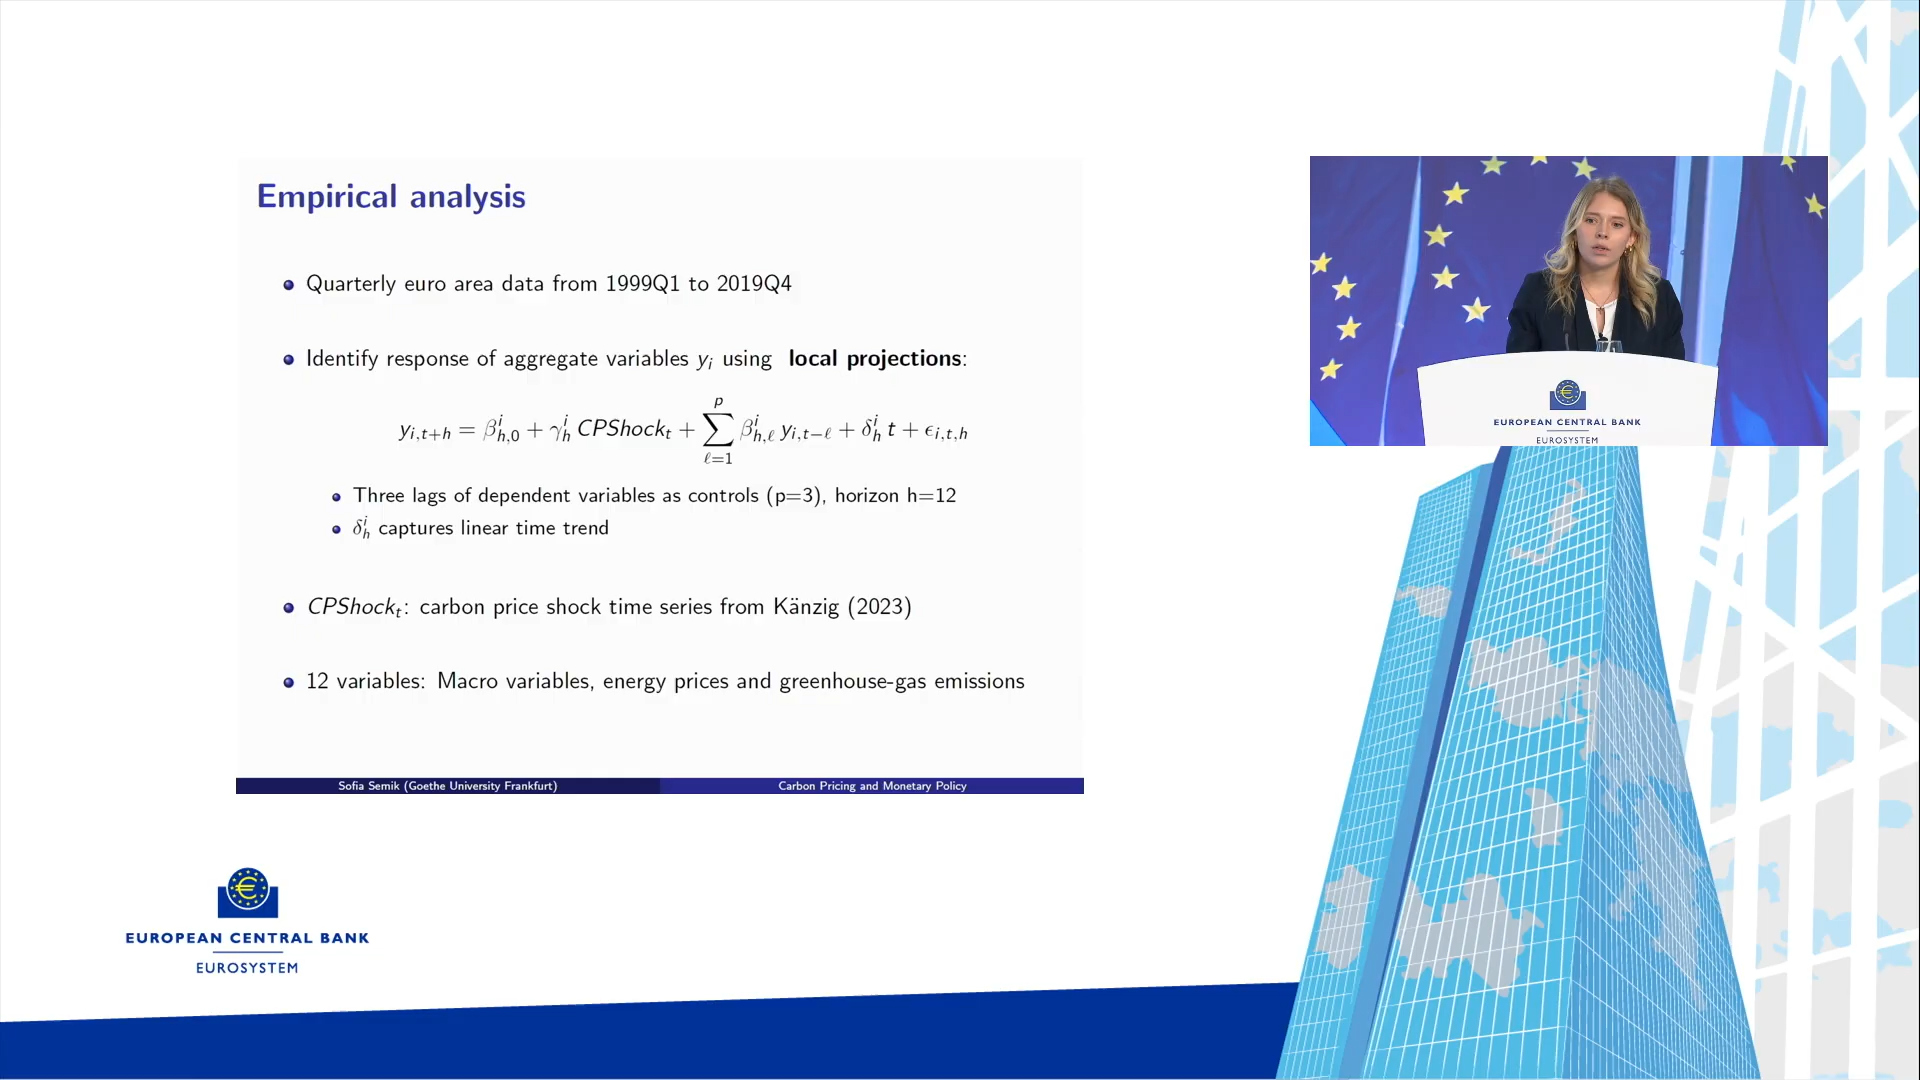 Empirical analysis
Quarterly euro area data from 1999Q1 to 2019Q4
Identify response of aggregate variables y_i using local projections:
y_{i,t+h} = β^i_{h,0} + γ^i_h CPShock_t + ∑_{ℓ=1}^{p} β^i_{h,ℓ} y_{i,t−ℓ} + δ^i_h t + ϵ_{i,t,h}
Three lags of dependent variables as controls (p=3), horizon h=12
δ^i_h captures linear time trend
CPShock_t: carbon price shock time series from Känzig (2023)
12 variables: Macro variables, energy prices and greenhouse-gas emissions
Sofia Semik (Goethe University Frankfurt)
Carbon Pricing and Monetary Policy
EUROPEAN CENTRAL BANK
EUROSYSTEM
EUROPEAN CENTRAL BANK
EUROSYSTEM